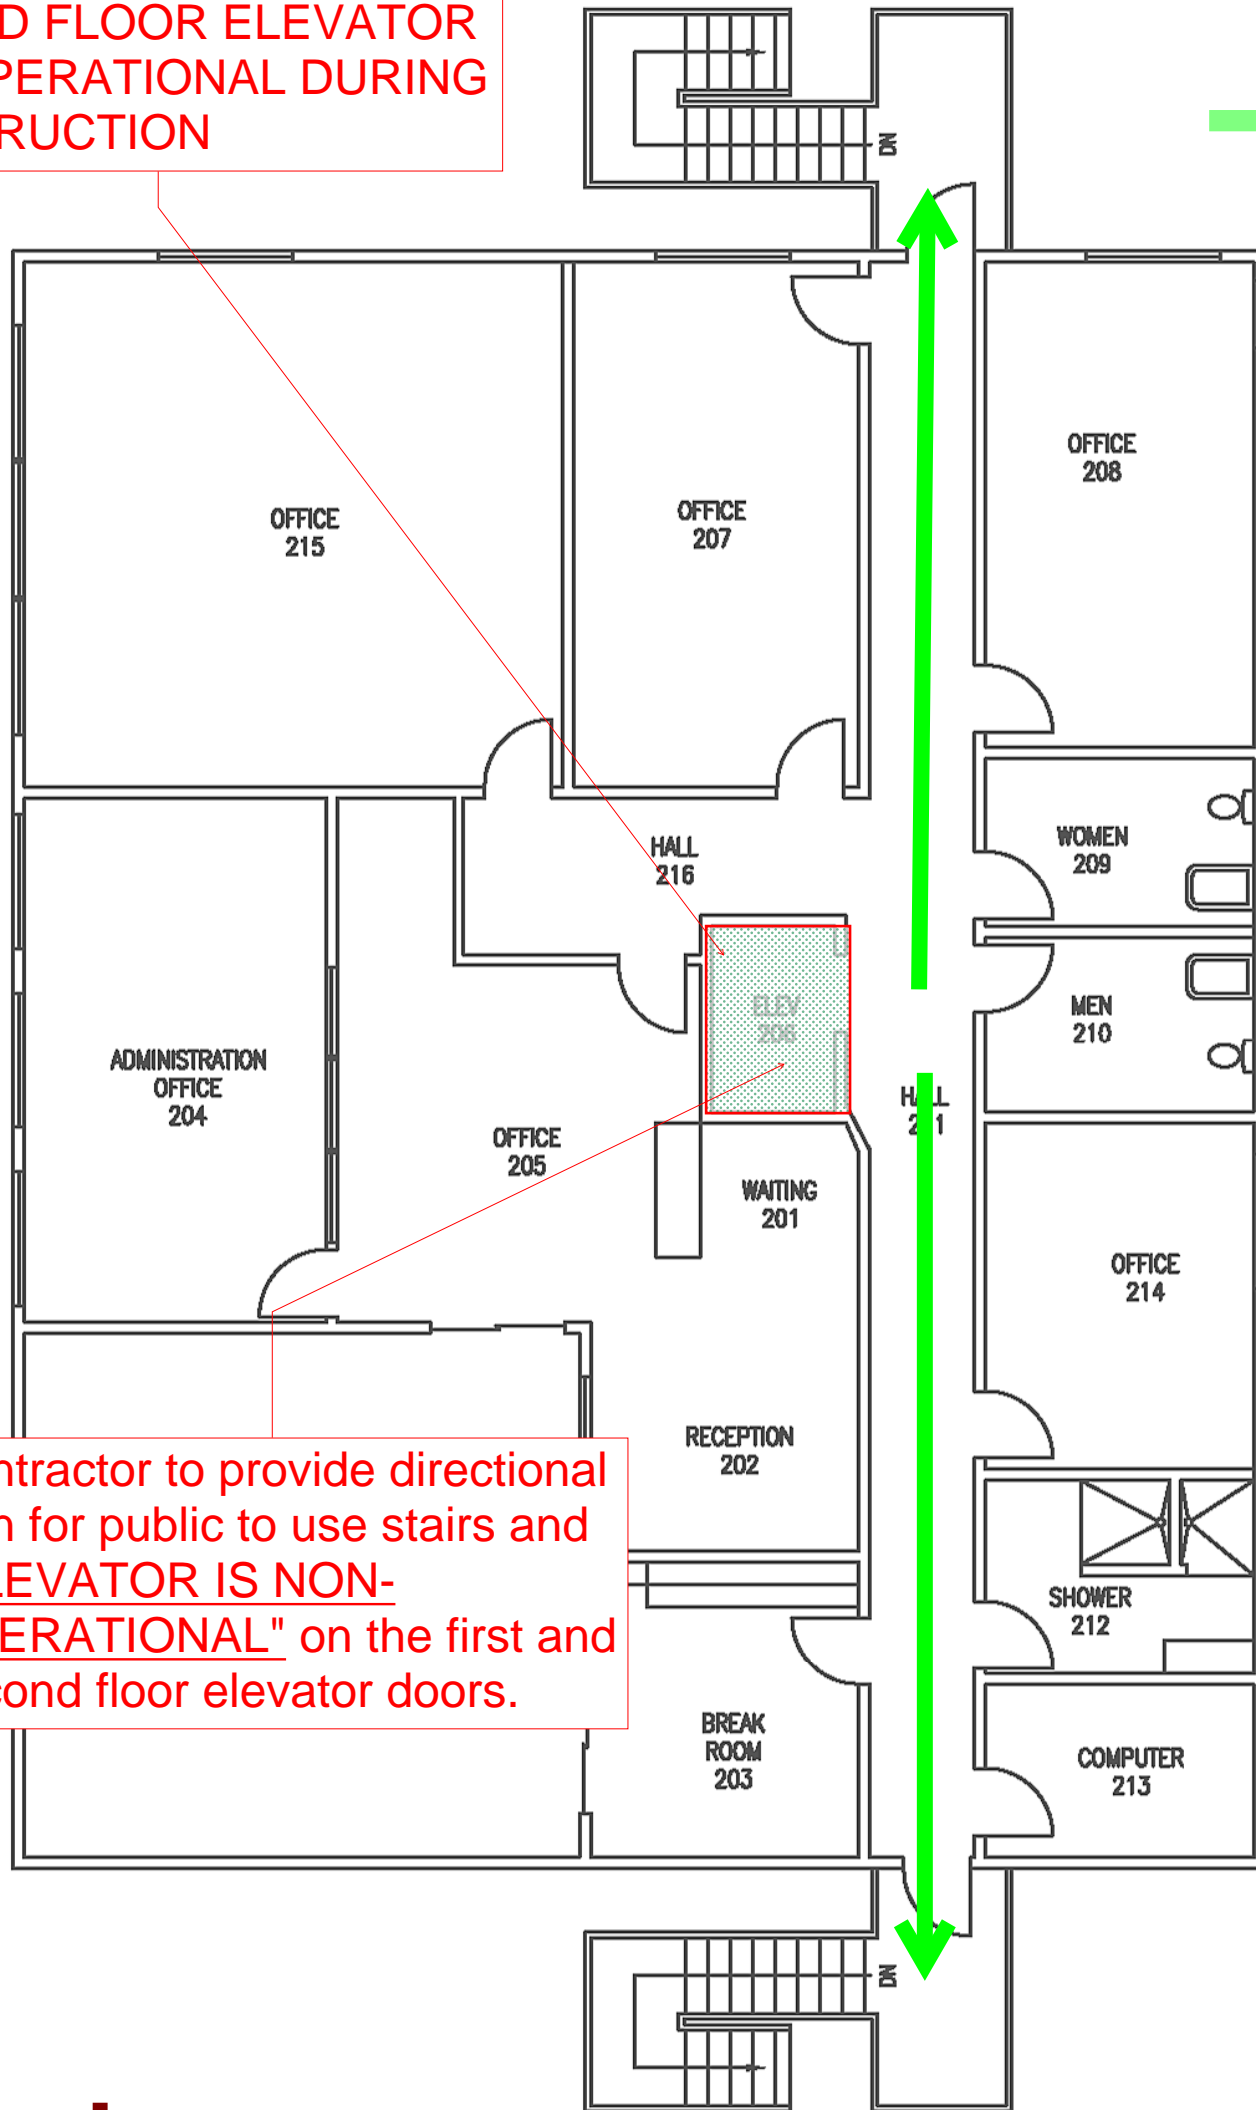 D FLOOR ELEVATOR
PERATIONAL DURING
RUCTION
DN
OFFICE
208
OFFICE
215
OFFICE
207
HALL
216
WOMEN
209
ELEV
206
MEN
210
ADMINISTRATION
OFFICE
204
OFFICE
205
WAITING
201
OFFICE
214
RECEPTION
202
ntractor to provide directional
n for public to use stairs and
LEVATOR IS NON-
ERATIONAL" on the first and
cond floor elevator doors.
SHOWER
212
BREAK
ROOM
203
COMPUTER
213
DN